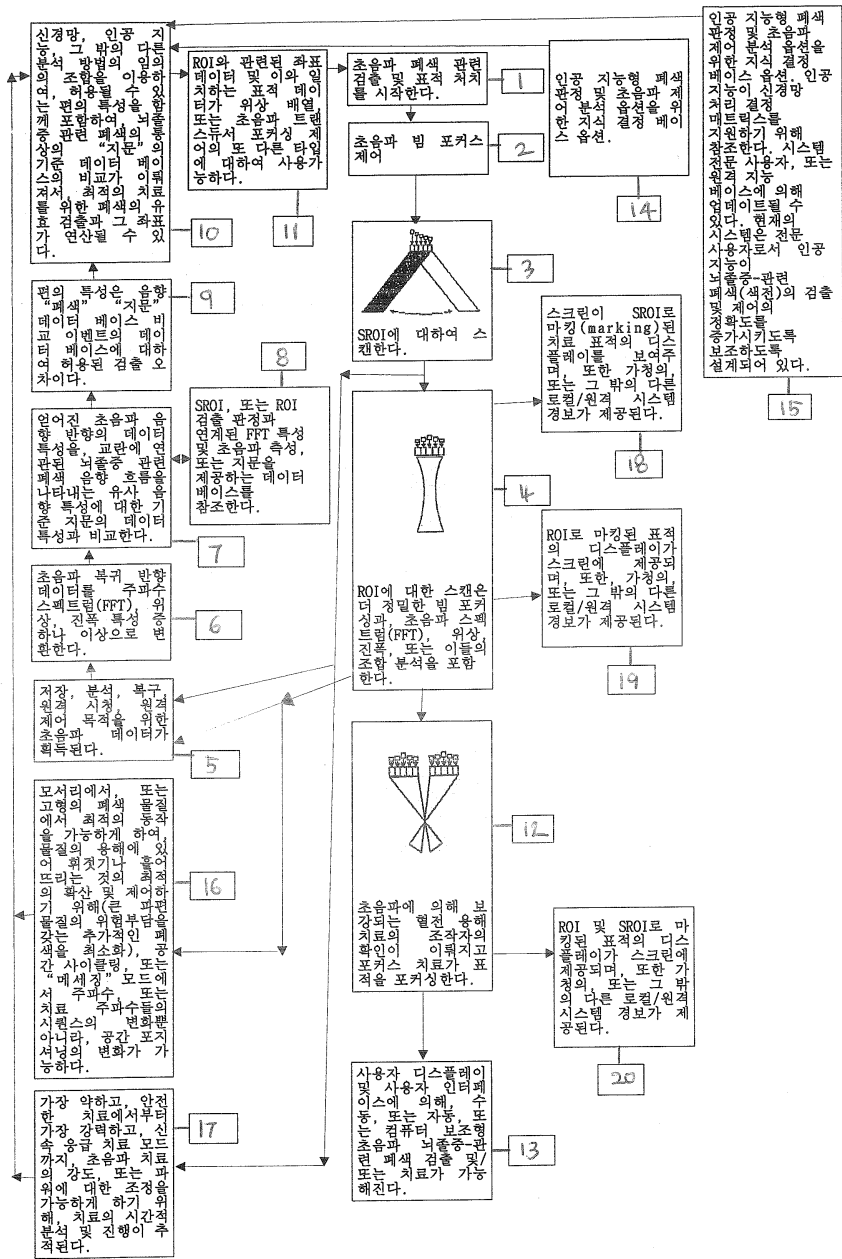 신경망, 인공 지
능, 그 밖의 다른
분석 방법의 임의
의 조합을 이용하
여, 허용될 수 있
는 편의 특성을 함
께 포함하여, 뇌졸
중 관련 폐색의 통
상의 “지문”의
기준 데이터 베이
스의 비교가 이뤄
져서, 최적의 치료
를 위한 폐색의 유
효 검출과 그 좌표
가 연산될 수 있
다.
10
ROI와 관련된 좌표
데이터 및 이와 일
치하는 표적 데이
터가 위상 배열,
또는 초음파 트랜
스듀서 포커싱 제
어의 또 다른 타입
에 대하여 사용가
능하다.
11
초음파 폐색 관련
검출 및 표적 처치
를 시작한다.
1
초음파 빔 포커스
제어
2
인공 지능형 폐색
판정 및 초음파 제
어 분석 옵션을 위
한 지식 결정 베이
스 옵션.
14
인공 지능형 폐색
판정 및 초음파
제어 분석 옵션을
위한 지식 결정
베이스 옵션. 인공
지능이 신경망
처리 결정
매트릭스를
지원하기 위해
참조한다. 시스템
전문 사용자, 또는
원격 지능
베이스에 의해
업데이트될 수
있다. 현재의
시스템은 전문
사용자로서 인공
지능이
뇌졸중-관련
폐색(색전)의 검출
및 제어의
정확도를
증가시키도록
보조하도록
설계되어 있다.
15
SROI에 대하여 스
캔한다.
3
편의 특성은 음향
“폐색” “지문”
데이터 베이스 비
교 이벤트의 데이
터 베이스에 대하
여 허용된 검출 오
차이다.
9
8
SROI, 또는 ROI
검출 판정과
연계된 FFT 특성
및 초음파 측성,
또는 지문을
제공하는 데이터
베이스를
참조한다.
스크린이 SROI로
마킹(marking)된
치료 표적의 디스
플레이를 보여주
며, 또한 가청의,
또는 그 밖의 다른
로컬/원격 시스템
경보가 제공된다.
18
얻어진 초음파 음
향 반향의 데이터
특성을, 교란에 연
관된 뇌졸중 관련
폐색 음향 흐름을
나타내는 유사 음
향 특성에 대한 기
준 지문의 데이터
특성과 비교한다.
7
ROI에 대한 스캔은
더 정밀한 빔 포커
싱과, 초음파 스펙
트럼(FFT), 위상,
진폭, 또는 이들의
조합 분석을 포함
한다.
4
ROI로 마킹된 표적
의 디스플레이가
스크린에 제공되
며, 또한, 가청의,
또는 그 밖의 다른
로컬/원격 시스템
경보가 제공된다.
19
초음파 복귀 반향
데이터를 주파수
스펙트럼(FFT), 위
상, 진폭 특성 중
하나 이상으로 변
환한다.
6
저장, 분석, 복구,
원격 시청, 원격
제어 목적을 위한
초음파 데이터가
획득된다.
5
모서리에서, 또는
고형의 폐색 물질
에서 최적의 동작
을 가능하게 하여,
물질의 용해에 있
어 휘젓기나 흩어
뜨리는 것의 최적
의 확산 및 제어하
기 위해(큰 파편
물질의 위험부담을
갖는 추가적인 폐
색을 최소화), 공
간 사이클링, 또는
“메세징” 모드에
서 주파수, 또는
치료 주파수들의
시퀀스의 변화뿐
아니라, 공간 포지
셔닝의 변화가 가
능하다.
16
초음파에 의해 보
강되는 혈전 용해
치료의 조작자의
확인이 이뤄지고
포커스 치료가 표
적을 포커싱한다.
12
ROI 및 SROI로 마
킹된 표적의 디스
플레이가 스크린에
제공되며, 또한 가
청의, 또는 그 밖
의 다른 로컬/원격
시스템 경보가 제
공된다.
20
사용자 디스플레이
및 사용자 인터페
이스에 의해, 수
동, 또는 자동, 또
는 컴퓨터 보조형
초음파 뇌졸중-관
련 폐색 검출 및/
또는 치료가 가능
해진다.
13
가장 약하고, 안전
한 치료에서부터
가장 강력하고, 신
속 응급 치료 모드
까지, 초음파 치료
의 강도, 또는 파
워에 대한 조정을
가능하게 하기 위
해, 치료의 시간적
분석 및 진행이 추
적된다.
17